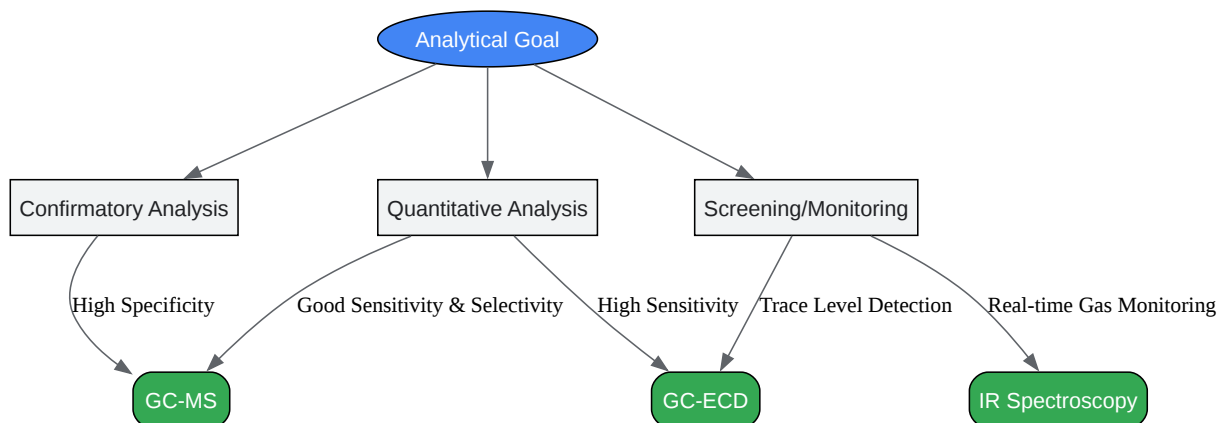 Analytical Goal
Confirmatory Analysis
Quantitative Analysis
Screening/Monitoring
High Specificity
Good Sensitivity & Selectivity
High Sensitivity
Trace Level Detection
Real-time Gas Monitoring
GC-MS
GC-ECD
IR Spectroscopy